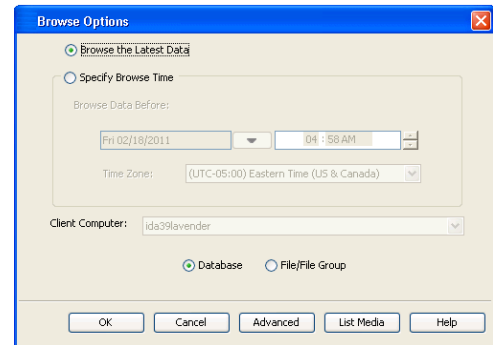 Browse Options
Browse the Latest Data
Specify Browse Time
Browse Data Before:
Fri 02/18/2011 04 : 58 AM
Time Zone: (UTC-05:00) Eastern Time (US & Canada)
Client Computer: ida39lavender
Database File/File Group
OK Cancel Advanced List Media Help